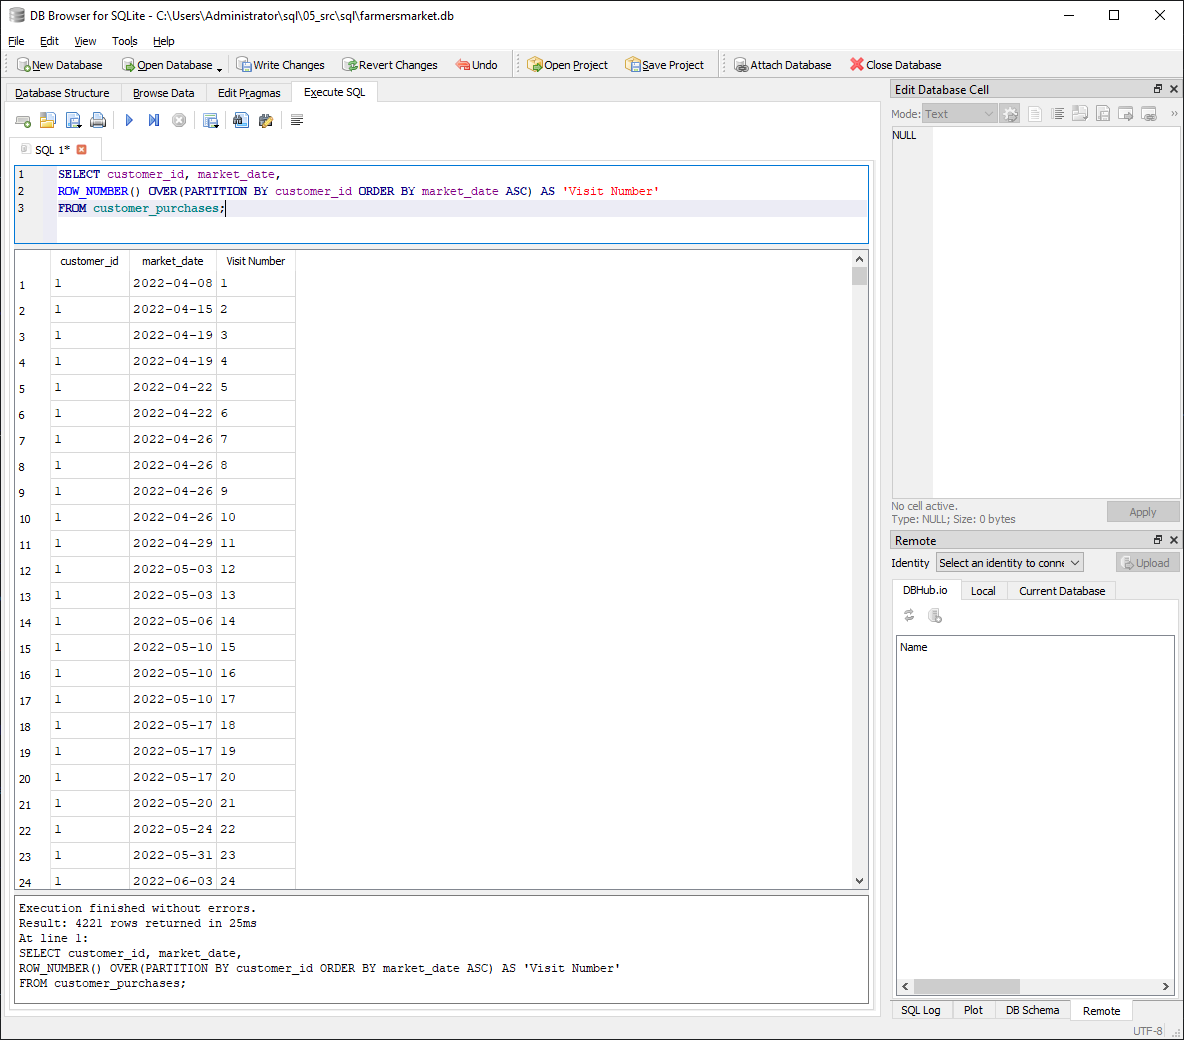 DB Browser for SQLite - C:\Users\Administrator\sql\05_src\sql\farmersmarket.db
File Edit View Tools Help
New Database Open Database Write Changes Revert Changes Undo Open Project Save Project Attach Database Close Database
Database Structure Browse Data Edit Pragmas Execute SQL
SQL 1*
1 SELECT customer_id, market_date,
2 ROW_NUMBER() OVER(PARTITION BY customer_id ORDER BY market_date ASC) AS 'Visit Number'
3 FROM customer_purchases;
customer_id market_date Visit Number
1 1 2022-04-08 1
2 1 2022-04-15 2
3 1 2022-04-19 3
4 1 2022-04-19 4
5 1 2022-04-22 5
6 1 2022-04-22 6
7 1 2022-04-26 7
8 1 2022-04-26 8
9 1 2022-04-26 9
10 1 2022-04-26 10
11 1 2022-04-29 11
12 1 2022-05-03 12
13 1 2022-05-03 13
14 1 2022-05-06 14
15 1 2022-05-10 15
16 1 2022-05-10 16
17 1 2022-05-10 17
18 1 2022-05-17 18
19 1 2022-05-17 19
20 1 2022-05-17 20
21 1 2022-05-20 21
22 1 2022-05-24 22
23 1 2022-05-31 23
24 1 2022-06-03 24
Execution finished without errors.
Result: 4221 rows returned in 25ms
At line 1:
SELECT customer_id, market_date,
ROW_NUMBER() OVER(PARTITION BY customer_id ORDER BY market_date ASC) AS 'Visit Number'
FROM customer_purchases;
Edit Database Cell
Mode: Text
NULL
No cell active.
Type: NULL; Size: 0 bytes
Apply
Remote
Identity Select an identity to conne Upload
DBHub.io Local Current Database
Name
SQL Log Plot DB Schema Remote
UTF-8